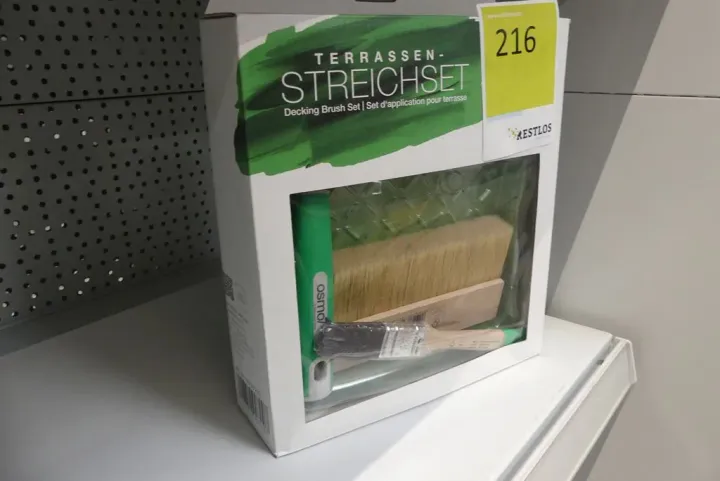 TERRASSEN-
STREICHSET
Decking Brush Set | Set d'application pour terrasse
216
AESTLOS
osmo